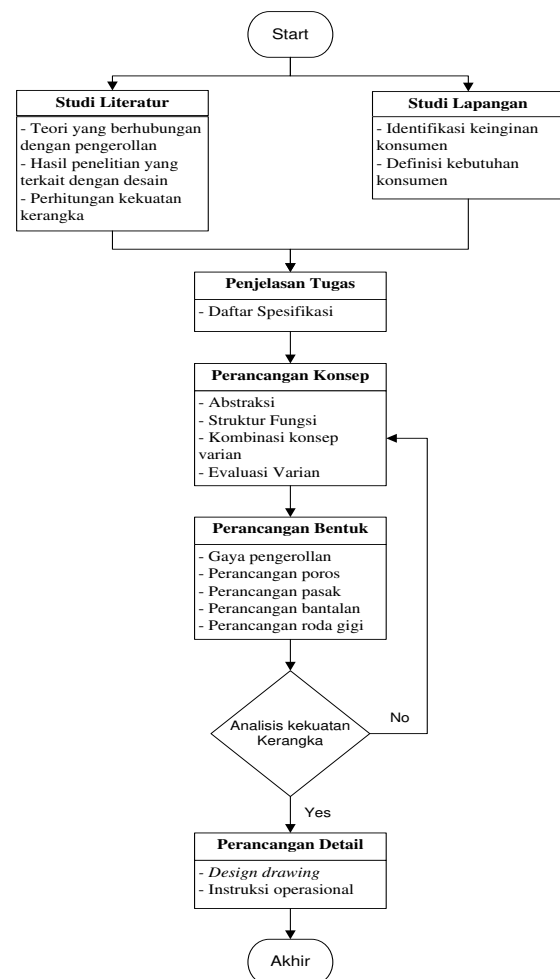 Start
Studi Literatur
- Teori yang berhubungan
dengan pengerollan
- Hasil penelitian yang
terkait dengan desain
- Perhitungan kekuatan
kerangka
Studi Lapangan
- Identifikasi keinginan
konsumen
- Definisi kebutuhan
konsumen
Penjelasan Tugas
- Daftar Spesifikasi
Perancangan Konsep
- Abstraksi
- Struktur Fungsi
- Kombinasi konsep
varian
- Evaluasi Varian
Perancangan Bentuk
- Gaya pengerollan
- Perancangan poros
- Perancangan pasak
- Perancangan bantalan
- Perancangan roda gigi
Analisis kekuatan
Kerangka
No
Yes
Perancangan Detail
- Design drawing
- Instruksi operasional
Akhir